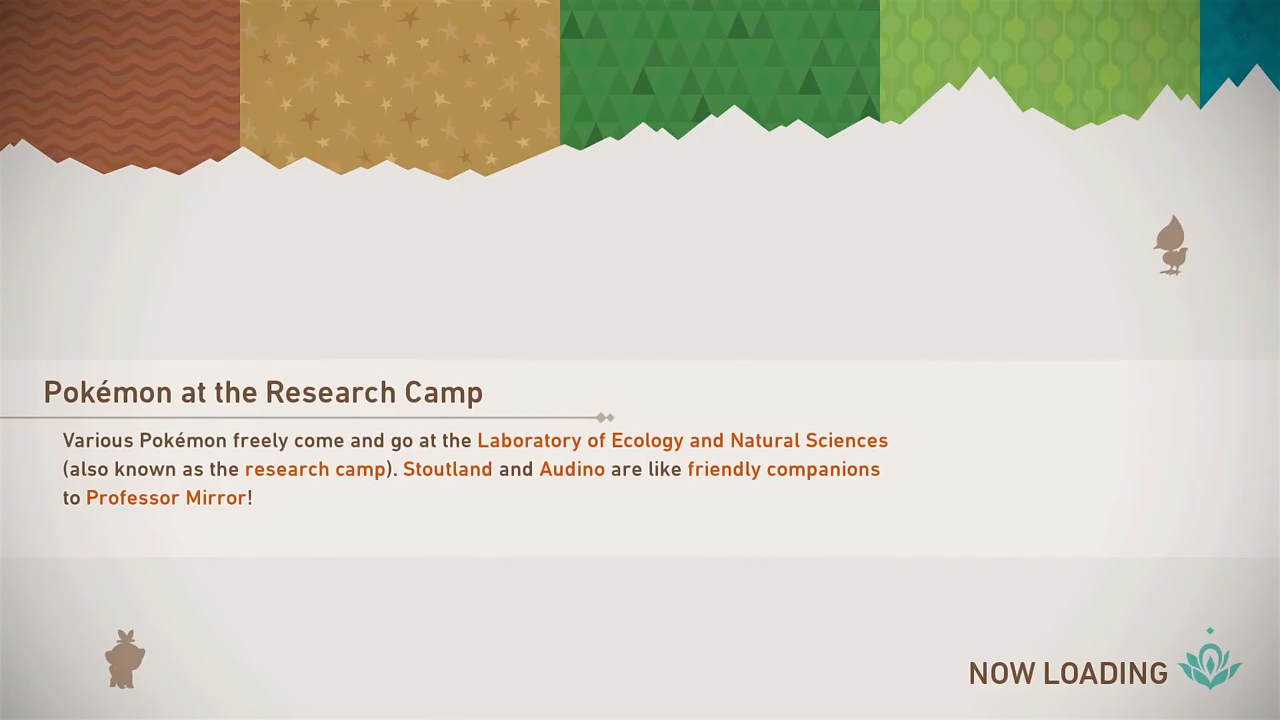 Pokémon at the Research Camp
Various Pokémon freely come and go at the Laboratory of Ecology and Natural Sciences
(also known as the research camp). Stoutland and Audino are like friendly companions
to Professor Mirror!
NOW LOADING